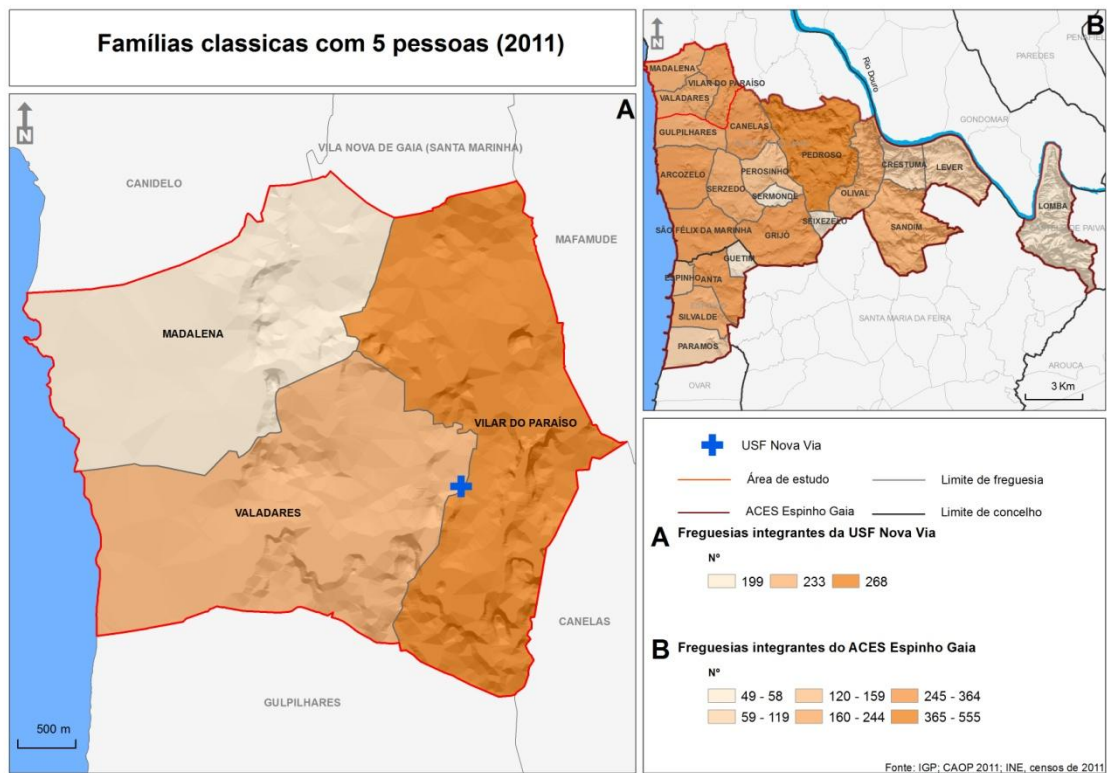 Famílias classicas com 5 pessoas (2011)
A
N
VILA NOVA DE GAIA (SANTA MARINHA)
CANIDELO
MAFAMUDE
MADALENA
VILAR DO PARAÍSO
VALADARES
CANELAS
GULPILHARES
500 m
B
N
PENAFIEL
PAREDES
Rio Douro
MADALENA
VILAR DO PARAÍSO
VALADARES
GONDOMAR
GULPILHARES
CANELAS
PEDROSO
CRESTUMA
LEVER
ARCOZELO
PEROSINHO
SERZEDO
SERMONDE
OLIVAL
LOMBA
SEIXEZELO
SANDIM
SÃO FÉLIX DA MARINHA
GRIJÓ
DE PAIVA
GUETIM
ESPINHO
ANTA
SILVALDE
SANTA MARIA DA FEIRA
PARAMOS
AROUCA
OVAR
3 Km
USF Nova Via
Área de estudo
Limite de freguesia
ACES Espinho Gaia
Limite de concelho
A Freguesias integrantes da USF Nova Via
Nº
199 233 268
B Freguesias integrantes do ACES Espinho Gaia
Nº
49 - 58 120 - 159 245 - 364
59 - 119 160 - 244 365 - 555
Fonte: IGP; CAOP 2011; INE, censos de 2011